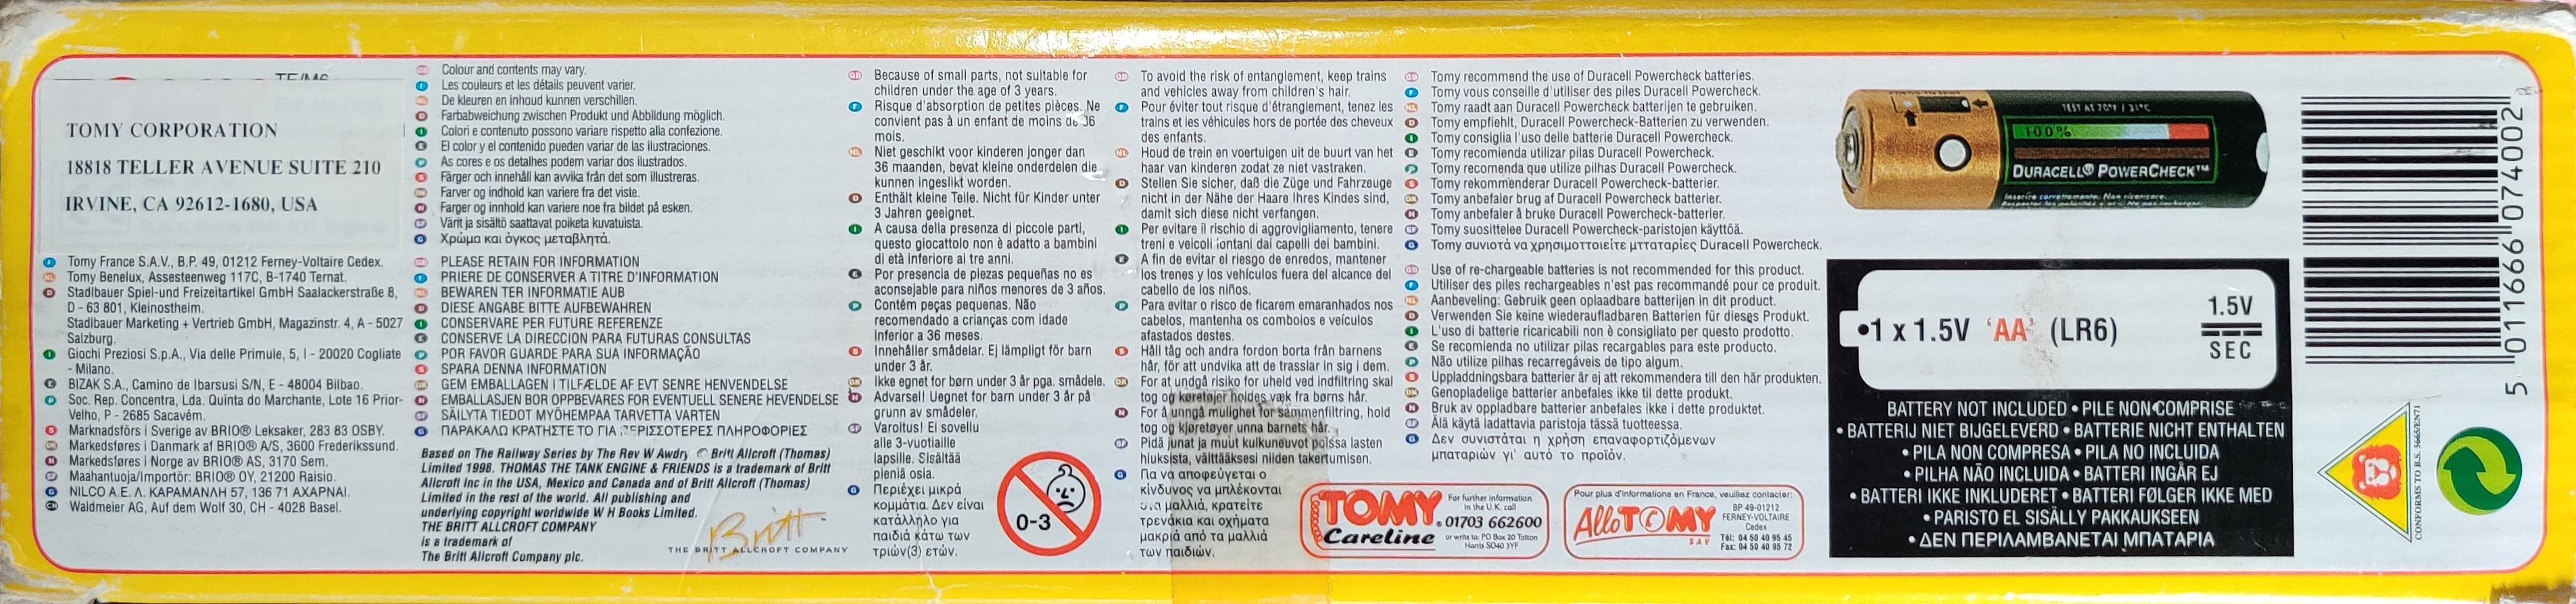 TOMY CORPORATION
18818 TELLER AVENUE SUITE 210
IRVINE, CA 92612-1680, USA
F Tomy France S.A.V., B.P. 49, 01212 Ferney-Voltaire Cedex.
NL Tomy Benelux, Assesteenweg 117C, B-1740 Ternat.
D Stadlbauer Spiel-und Freizeitartikel GmbH Saalackerstraße 8,
D - 63 801, Kleinostheim.
Stadlbauer Marketing + Vertrieb GmbH, Magazinstr. 4, A - 5027
Salzburg.
I Giochi Preziosi S.p.A., Via delle Primule, 5, I - 20020 Cogliate
- Milano.
E BIZAK S.A., Camino de Ibarsusi S/N, E - 48004 Bilbao.
P Soc. Rep. Concentra, Lda. Quinta do Marchante, Lote 16 Prior-
Velho, P - 2685 Sacavém.
S Marknadsförs i Sverige av BRIO® Leksaker, 283 83 OSBY.
DK Markedsføres i Danmark af BRIO® A/S, 3600 Frederikssund.
N Markedsføres i Norge av BRIO® AS, 3170 Sem.
SF Maahantuoja/Importör: BRIO® OY, 21200 Raisio.
G NILCO A.E. Λ. ΚΑΡΑΜΑΝΛΗ 57, 136 71 ΑΧΑΡΝΑΙ.
CH Waldmeier AG, Auf dem Wolf 30, CH - 4028 Basel.
GB Colour and contents may vary.
F Les couleurs et les détails peuvent varier.
NL De kleuren en inhoud kunnen verschillen.
D Farbabweichung zwischen Produkt und Abbildung möglich.
I Colori e contenuto possono variare rispetto alla confezione.
E El color y el contenido pueden variar de las ilustraciones.
P As cores e os detalhes podem variar dos ilustrados.
S Färger och innehåll kan avvika från det som illustreras.
DK Farver og indhold kan variere fra det viste.
N Farger og innhold kan variere noe fra bildet på esken.
SF Värit ja sisältö saattavat poiketa kuvatuista.
G Χρώμα και όγκος μεταβλητά.
GB PLEASE RETAIN FOR INFORMATION
F PRIERE DE CONSERVER A TITRE D'INFORMATION
NL BEWAREN TER INFORMATIE AUB
D DIESE ANGABE BITTE AUFBEWAHREN
I CONSERVARE PER FUTURE REFERENZE
E CONSERVE LA DIRECCION PARA FUTURAS CONSULTAS
P POR FAVOR GUARDE PARA SUA INFORMAÇÃO
S SPARA DENNA INFORMATION
DK GEM EMBALLAGEN I TILFÆLDE AF EVT SENRE HENVENDELSE
N EMBALLASJEN BOR OPPBEVARES FOR EVENTUELL SENERE HEVENDELSE
SF SÄILYTA TIEDOT MYÖHEMPAA TARVETTA VARTEN
G ΠΑΡΑΚΑΛΩ ΚΡΑΤΗΣΤΕ ΤΟ ΓΙΑ ΠΕΡΙΣΣΟΤΕΡΕΣ ΠΛΗΡΟΦΟΡΙΕΣ
Based on The Railway Series by The Rev W Awdry © Britt Allcroft (Thomas)
Limited 1998. THOMAS THE TANK ENGINE & FRIENDS is a trademark of Britt
Allcroft Inc in the USA, Mexico and Canada and of Britt Allcroft (Thomas)
Limited in the rest of the world. All publishing and
underlying copyright worldwide W H Books Limited.
THE BRITT ALLCROFT COMPANY
is a trademark of
The Britt Allcroft Company plc.
Britt
THE BRITT ALLCROFT COMPANY
GB Because of small parts, not suitable for
children under the age of 3 years.
F Risque d'absorption de petites pièces. Ne
convient pas à un enfant de moins de 36
mois.
NL Niet geschikt voor kinderen jonger dan
36 maanden, bevat kleine onderdelen die
kunnen ingeslikt worden.
D Enthält kleine Teile. Nicht für Kinder unter
3 Jahren geeignet.
I A causa della presenza di piccole parti,
questo giocattolo non è adatto a bambini
di età inferiore ai tre anni.
E Por presencia de piezas pequeñas no es
aconsejable para niños menores de 3 años.
P Contém peças pequenas. Não
recomendado a crianças com idade
inferior a 36 meses.
S Innehåller smådelar. Ej lämpligt för barn
under 3 år.
DK Ikke egnet for børn under 3 år pga. smådele.
N Advarsel! Uegnet for barn under 3 år på
grunn av smådeler.
SF Varoitus! Ei sovellu
alle 3-vuotiaille
lapsille. Sisältää
pieniä osia.
G Περιέχει μικρά
κομμάτια. Δεν είναι
κατάλληλο για
παιδιά κάτω των
τριών(3) ετών.
0-3
GB To avoid the risk of entanglement, keep trains
and vehicles away from children's hair.
F Pour éviter tout risque d'étranglement, tenez les
trains et les véhicules hors de portée des cheveux
des enfants.
NL Houd de trein en voertuigen uit de buurt van het
haar van kinderen zodat ze niet vastraken.
D Stellen Sie sicher, daß die Züge und Fahrzeuge
nicht in der Nähe der Haare Ihres Kindes sind,
damit sich diese nicht verfangen.
I Per evitare il rischio di aggrovigliamento, tenere
treni e veicoli lontani dai capelli dei bambini.
E A fin de evitar el riesgo de enredos, mantener
los trenes y los vehículos fuera del alcance del
cabello de los niños.
P Para evitar o risco de ficarem emaranhados nos
cabelos, mantenha os comboios e veículos
afastados destes.
S Håll tåg och andra fordon borta från barnens
hår, för att undvika att de trasslar in sig i dem.
DK For at undgå risiko for uheld ved indfiltring skal
tog og køretøjer holdes væk fra børns hår.
N For å unngå mulighet for sammenfiltring, hold
tog og kjøretøyer unna barnets hår.
SF Pidä junat ja muut kulkuneuvot poissa lasten
hiuksista, välttääksesi niiden takertumisen.
G Για να αποφεύγεται ο
κίνδυνος να μπλέκονται
στα μαλλιά, κρατείτε
τρενάκια και οχήματα
μακριά από τα μαλλιά
των παιδιών.
GB Tomy recommend the use of Duracell Powercheck batteries.
F Tomy vous conseille d'utiliser des piles Duracell Powercheck.
NL Tomy raadt aan Duracell Powercheck batterijen te gebruiken.
D Tomy empfiehlt, Duracell Powercheck-Batterien zu verwenden.
I Tomy consiglia l'uso delle batterie Duracell Powercheck.
E Tomy recomienda utilizar pilas Duracell Powercheck.
P Tomy recomenda que utilize pilhas Duracell Powercheck.
S Tomy rekommenderar Duracell Powercheck-batterier.
DK Tomy anbefaler brug af Duracell Powercheck batterier.
N Tomy anbefaler å bruke Duracell Powercheck-batterier.
SF Tomy suosittelee Duracell Powercheck-paristojen käyttöä.
G Tomy συνιστά να χρησιμοποιείτε μπαταρίες Duracell Powercheck.
GB Use of re-chargeable batteries is not recommended for this product.
F Utiliser des piles rechargeables n'est pas recommandé pour ce produit.
NL Aanbeveling: Gebruik geen oplaadbare batterijen in dit product.
D Verwenden Sie keine wiederaufladbaren Batterien für dieses Produkt.
I L'uso di batterie ricaricabili non è consigliato per questo prodotto.
E Se recomienda no utilizar pilas recargables para este producto.
P Não utilize pilhas recarregáveis de tipo algum.
S Uppladdningsbara batterier är ej att rekommendera till den här produkten.
DK Genopladelige batterier anbefales ikke til dette produkt.
N Bruk av oppladbare batterier anbefales ikke i dette produktet.
SF Älä käytä ladattavia paristoja tässä tuotteessa.
G Δεν συνιστάται η χρήση επαναφορτιζόμενων
μπαταριών γι' αυτό το προϊόν.
TOMY
Careline
For further information
in the U.K. call
01703 662600
or write to: PO Box 20 Totton
Hants SO40 3YF
Pour plus d'informations en France, veuillez contacter:
AlloTOMY
SAV
BP 49-01212
FERNEY-VOLTAIRE
Cedex
Tél: 04 50 40 95 45
Fax: 04 50 40 95 72
TEST AT 70°F / 21°C
100%
DURACELL® POWERCHECK™
•1 x 1.5V 'AA' (LR6)
1.5V
SEC
BATTERY NOT INCLUDED • PILE NON COMPRISE
• BATTERIJ NIET BIJGELEVERD • BATTERIE NICHT ENTHALTEN
• PILA NON COMPRESA • PILA NO INCLUIDA
• PILHA NÃO INCLUIDA • BATTERI INGÅR EJ
• BATTERI IKKE INKLUDERET • BATTERI FØLGER IKKE MED
• PARISTO EL SISÄLLY PAKKAUKSEEN
• ΔΕΝ ΠΕΡΙΛΑΜΒΑΝΕΤΑΙ ΜΠΑΤΑΡΙΑ
5 011666 074002
CONFORMS TO B.S. 5665/EN71